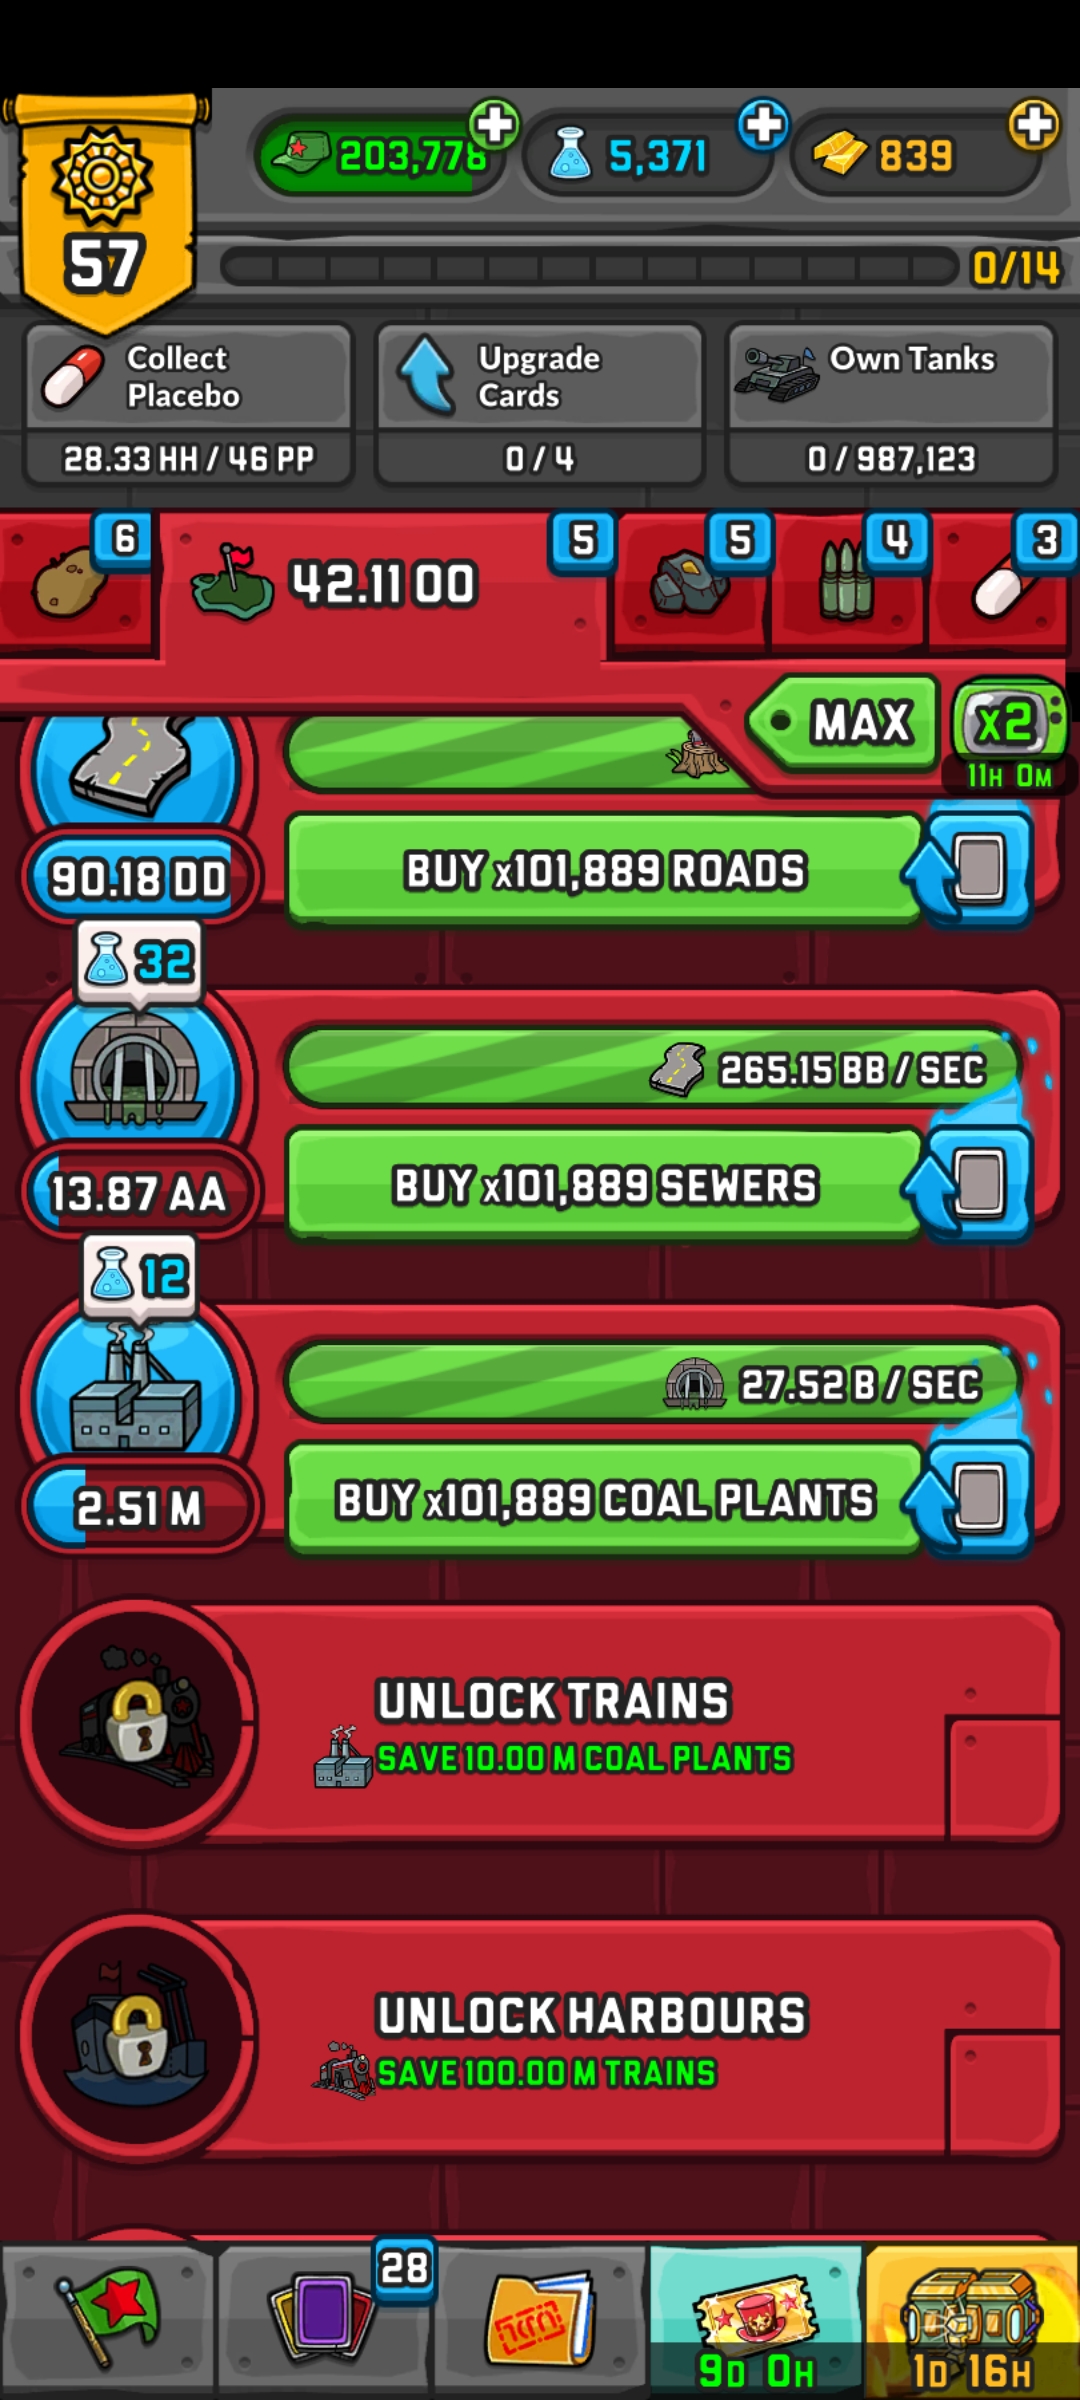 203,778
5,371
839
57
0/14
Collect
Placebo
28.33 HH / 46 PP
Upgrade
Cards
0 / 4
Own Tanks
0 / 987,123
6
42.11 OO
5
5
4
3
MAX
x2
11H 0M
90.18 DD
BUY x101,889 ROADS
32
265.15 BB / SEC
13.87 AA
BUY x101,889 SEWERS
12
27.52 B / SEC
2.51 M
BUY x101,889 COAL PLANTS
UNLOCK TRAINS
SAVE 10.00 M COAL PLANTS
UNLOCK HARBOURS
SAVE 100.00 M TRAINS
28
9D 0H
1D 16H